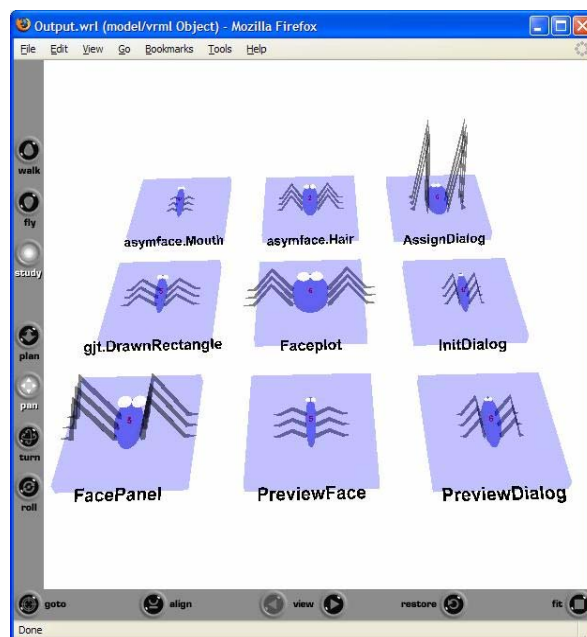 Output.wrl (model/vrml Object) - Mozilla Firefox
File Edit View Go Bookmarks Tools Help
walk
fly
study
plan
pan
turn
roll
asymface.Mouth asymface.Hair AssignDialog
gjt.DrawnRectangle Faceplot InitDialog
FacePanel PreviewFace PreviewDialog
goto align view restore fit
Done